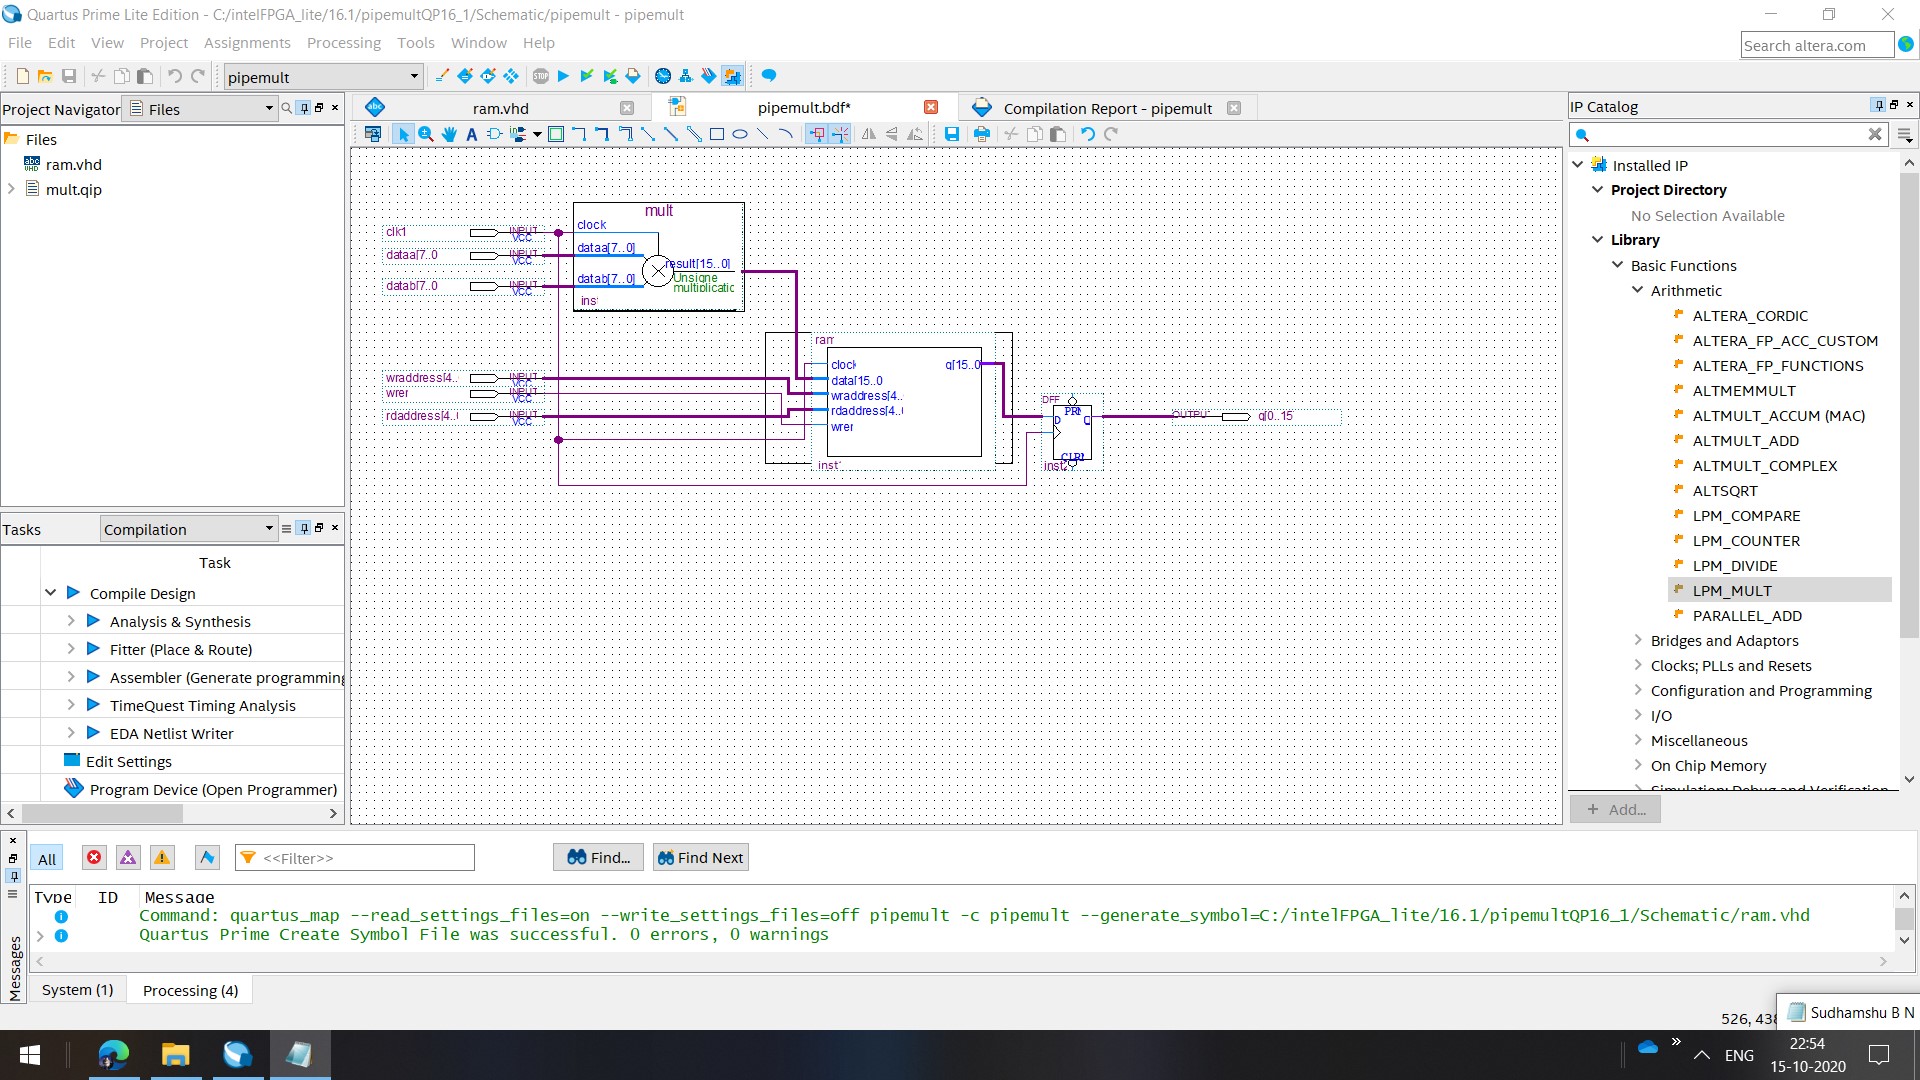 Quartus Prime Lite Edition - C:/intelFPGA_lite/16.1/pipemultQP16_1/Schematic/pipemult - pipemult
File Edit View Project Assignments Processing Tools Window Help
Search altera.com
pipemult
Project Navigator Files
ram.vhd
pipemult.bdf*
Compilation Report - pipemult
IP Catalog
Files
ram.vhd
mult.qip
Tasks Compilation
Task
Compile Design
Analysis & Synthesis
Fitter (Place & Route)
Assembler (Generate programming
TimeQuest Timing Analysis
EDA Netlist Writer
Edit Settings
Program Device (Open Programmer)
mult
clk1 INPUT VCC clock
dataa[7..0 INPUT VCC dataa[7..0]
result[15..0]
Unsigne
multiplicatic
datab[7..0 INPUT VCC datab[7..0]
ins
ram
clock q[15..0
wraddress[4.. INPUT VCC data[15..0
wrer INPUT VCC wraddress[4..
rdaddress[4.. INPUT VCC rdaddress[4..
wrer
inst
DFF
PRI
D Q
CLRI
inst
OUTPU q[0..15
Installed IP
Project Directory
No Selection Available
Library
Basic Functions
Arithmetic
ALTERA_CORDIC
ALTERA_FP_ACC_CUSTOM
ALTERA_FP_FUNCTIONS
ALTMEMMULT
ALTMULT_ACCUM (MAC)
ALTMULT_ADD
ALTMULT_COMPLEX
ALTSQRT
LPM_COMPARE
LPM_COUNTER
LPM_DIVIDE
LPM_MULT
PARALLEL_ADD
Bridges and Adaptors
Clocks; PLLs and Resets
Configuration and Programming
I/O
Miscellaneous
On Chip Memory
Simulation; Debug and Verification
+ Add...
All <<Filter>> Find... Find Next
Type ID Message
Command: quartus_map --read_settings_files=on --write_settings_files=off pipemult -c pipemult --generate_symbol=C:/intelFPGA_lite/16.1/pipemultQP16_1/Schematic/ram.vhd
Quartus Prime Create Symbol File was successful. 0 errors, 0 warnings
Messages
System (1) Processing (4)
526, 438
Sudhamshu B N
ENG
22:54
15-10-2020